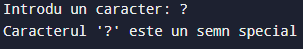 Introdu un caracter: ?
Caracterul '?' este un semn special